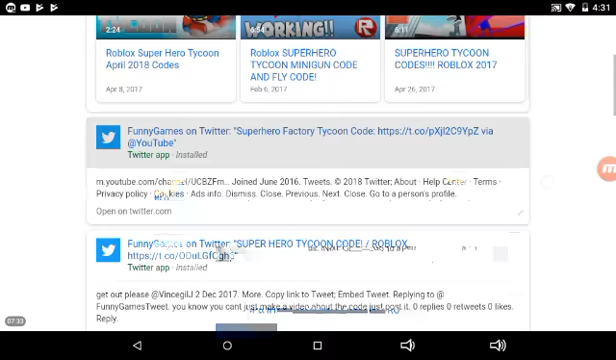 4:31
2:24
WORKING!!
6:54
6:11
Roblox Super Hero Tycoon
April 2018 Codes
Apr 8, 2017
Roblox SUPERHERO
TYCOON MINIGUN CODE
AND FLY CODE!
Feb 6, 2017
SUPERHERO TYCOON
CODES!!!! ROBLOX 2017
Apr 26, 2017
FunnyGames on Twitter: "Superhero Factory Tycoon Code: https://t.co/pXjI2C9YpZ via
@YouTube"
Twitter app - Installed
m.youtube.com/channel/UCBZFm... Joined June 2016. Tweets. © 2018 Twitter; About · Help Center · Terms ·
Privacy policy · Cookies · Ads info. Dismiss. Close. Previous. Next. Close. Go to a person's profile.
Open on twitter.com
on Twitter: "SUPER HERO TYCOON CODE! / ROBLOX
Twitter app - Installed
get out please @VincegilJ 2 Dec 2017. More. Copy link to Tweet; Embed Tweet. Replying to @
FunnyGamesTweet. you know you cant just make a video about the code just post it. 0 replies 0 retweets 0 likes.
Reply.
07:33